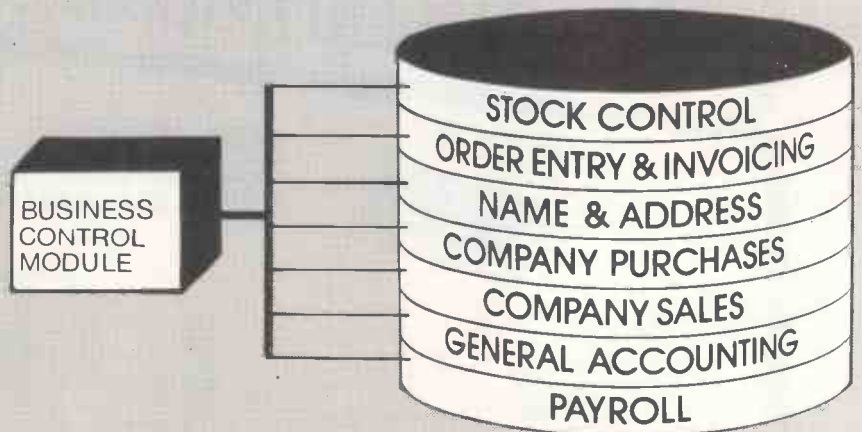 BUSINESS
CONTROL
MODULE
STOCK CONTROL
ORDER ENTRY & INVOICING
NAME & ADDRESS
COMPANY PURCHASES
COMPANY SALES
GENERAL ACCOUNTING
PAYROLL